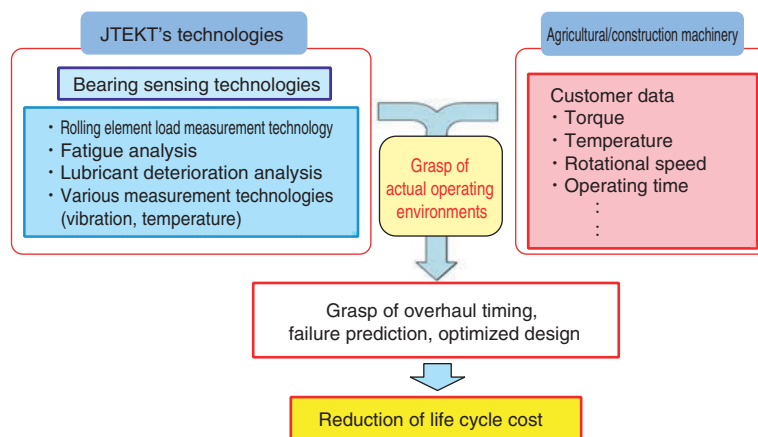 JTEKT's technologies
Bearing sensing technologies
・Rolling element load measurement technology
・Fatigue analysis
・Lubricant deterioration analysis
・Various measurement technologies
(vibration, temperature)
Grasp of
actual operating
environments
Agricultural/construction machinery
Customer data
・Torque
・Temperature
・Rotational speed
・Operating time
:
:
Grasp of overhaul timing,
failure prediction, optimized design
Reduction of life cycle cost